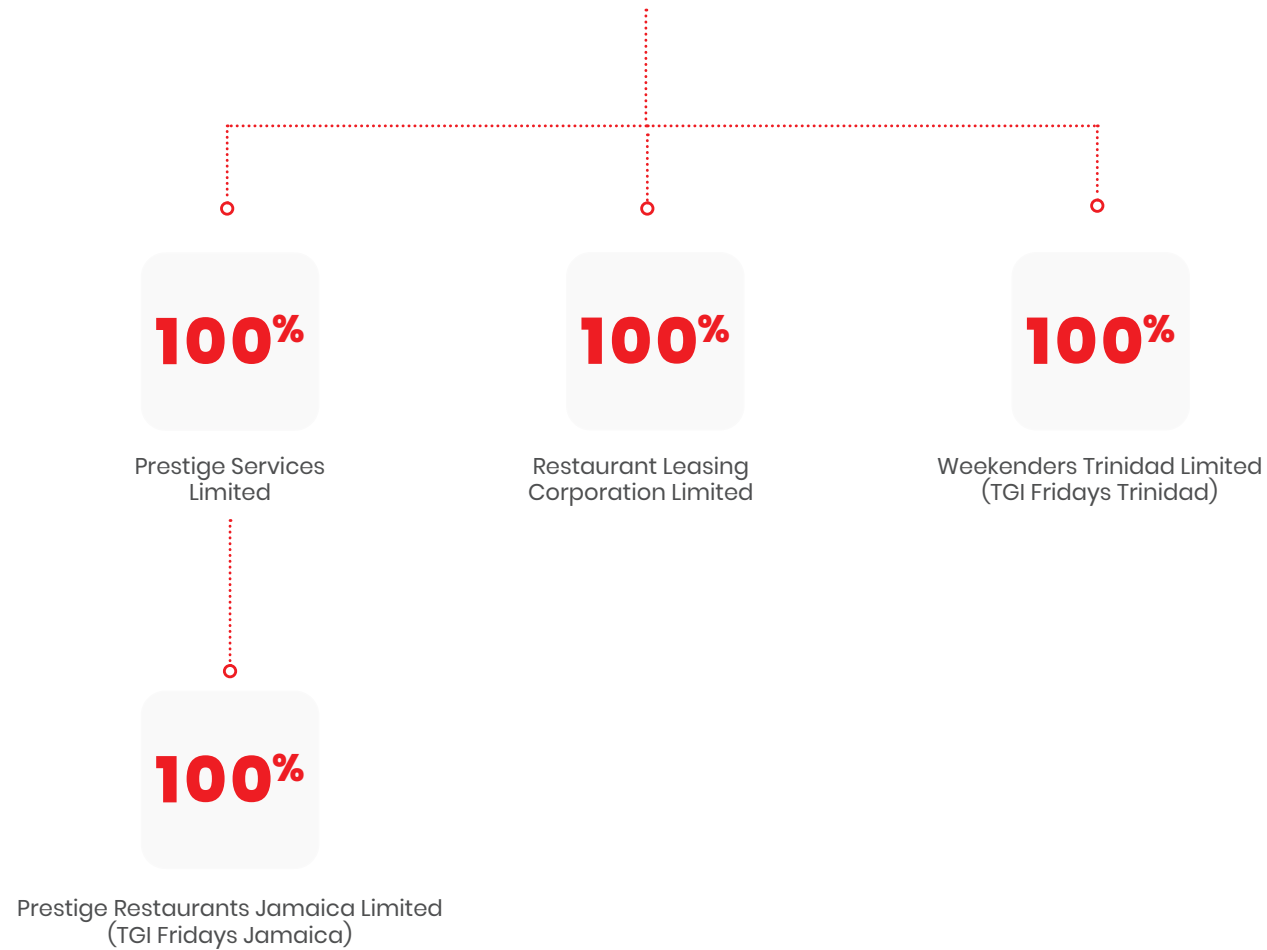 100%
Prestige Services
Limited
100%
Restaurant Leasing
Corporation Limited
100%
Weekenders Trinidad Limited
(TGI Fridays Trinidad)
100%
Prestige Restaurants Jamaica Limited
(TGI Fridays Jamaica)